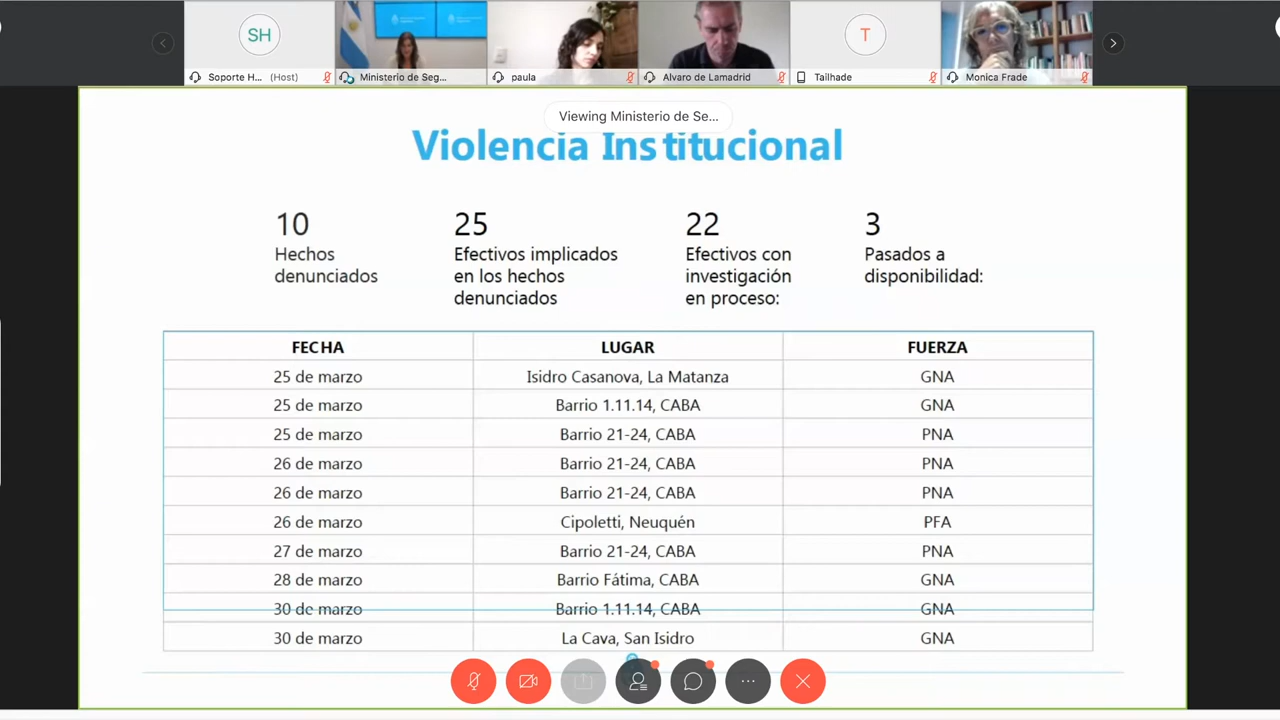 SH
T
Soporte H... (Host)
Ministerio de Seg...
paula
Alvaro de Lamadrid
Tailhade
Monica Frade
Viewing Ministerio de Se...
Violencia Institucional
10
Hechos
denunciados
25
Efectivos implicados
en los hechos
denunciados
22
Efectivos con
investigación
en proceso:
3
Pasados a
disponibilidad:
FECHA LUGAR FUERZA
25 de marzo Isidro Casanova, La Matanza GNA
25 de marzo Barrio 1.11.14, CABA GNA
25 de marzo Barrio 21-24, CABA PNA
26 de marzo Barrio 21-24, CABA PNA
26 de marzo Barrio 21-24, CABA PNA
26 de marzo Cipoletti, Neuquén PFA
27 de marzo Barrio 21-24, CABA PNA
28 de marzo Barrio Fátima, CABA GNA
30 de marzo Barrio 1.11.14, CABA GNA
30 de marzo La Cava, San Isidro GNA